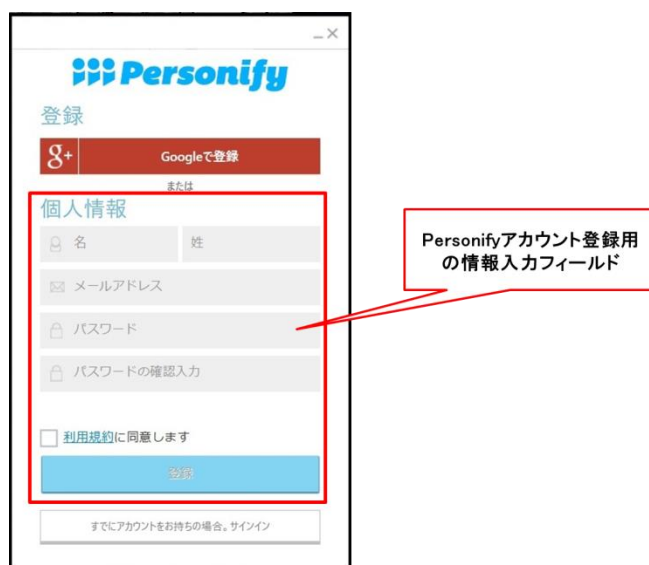 Personify
登録
g+ Googleで登録
または
個人情報
名 姓
メールアドレス
パスワード
パスワードの確認入力
利用規約に同意します
登録
すでにアカウントをお持ちの場合。サインイン
Personifyアカウント登録用
の情報入力フィールド